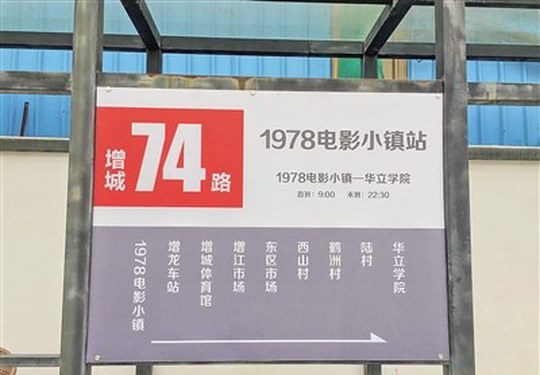 增城
74
路
1978电影小镇站
1978电影小镇—华立学院
首班：9:00 末班：22:30
1978电影小镇
增龙车站
增城体育馆
增江市场
东区市场
西山村
鹤洲村
陆村
华立学院